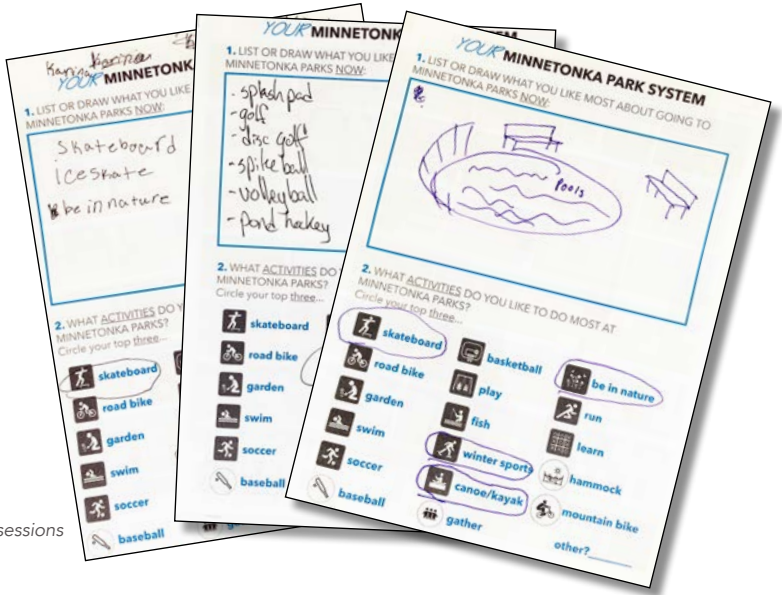 Karina Karina
YOUR MINNETONK
1. LIST OR DRAW WHAT YOU LIKE
MINNETONKA PARKS NOW:
skateboard
iceskate
be in nature
2. WHAT ACTIVITIES DO Y
MINNETONKA PARKS?
Circle your top three...
skateboard
road bike
garden
swim
soccer
baseball
sessions
YOUR MINNETONK
EM
1. LIST OR DRAW WHAT YOU LIKE
MINNETONKA PARKS NOW:
- splash pad
- golf
- disc golf
- spike ball
- volleyball
- pond hockey
2. WHAT ACTIVITIES DO
MINNETONKA PARKS?
Circle your top three...
skateboard
road bike
garden
swim
soccer
baseball
YOUR MINNETONKA PARK SYSTEM
1. LIST OR DRAW WHAT YOU LIKE MOST ABOUT GOING TO
MINNETONKA PARKS NOW:
Pools
2. WHAT ACTIVITIES DO YOU LIKE TO DO MOST AT
MINNETONKA PARKS?
Circle your top three...
skateboard
road bike
garden
swim
soccer
baseball
basketball
play
fish
winter sports
canoe/kayak
gather
be in nature
run
learn
hammock
mountain bike
other?